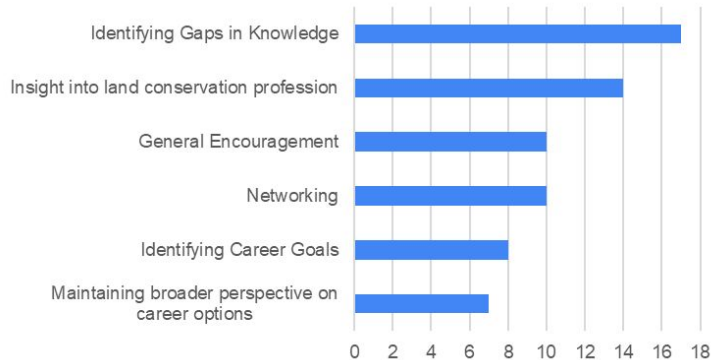 Identifying Gaps in Knowledge
Insight into land conservation profession
General Encouragement
Networking
Identifying Career Goals
Maintaining broader perspective on
career options
0 2 4 6 8 10 12 14 16 18